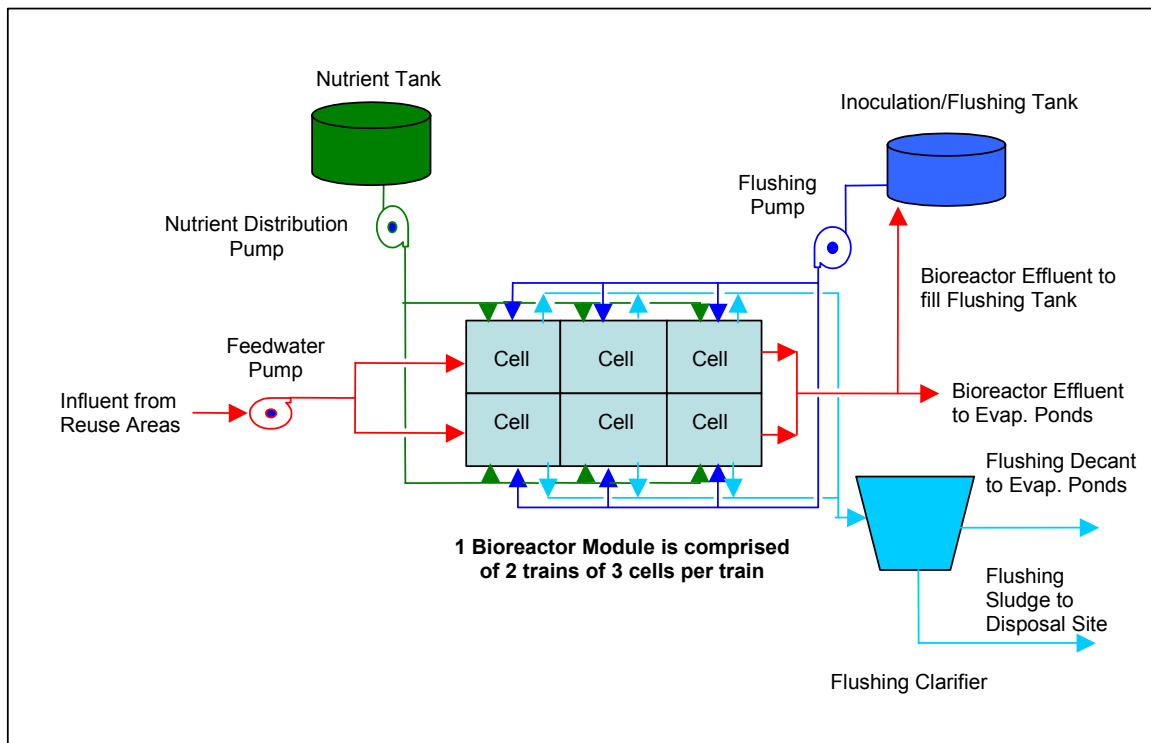 Nutrient Tank
Inoculation/Flushing Tank
Flushing
Pump
Nutrient Distribution
Pump
Bioreactor Effluent to
fill Flushing Tank
Feedwater
Pump
Cell
Cell
Cell
Influent from
Reuse Areas
Bioreactor Effluent
to Evap. Ponds
Cell
Cell
Cell
Flushing Decant
to Evap. Ponds
1 Bioreactor Module is comprised
of 2 trains of 3 cells per train
Flushing
Sludge to
Disposal Site
Flushing Clarifier